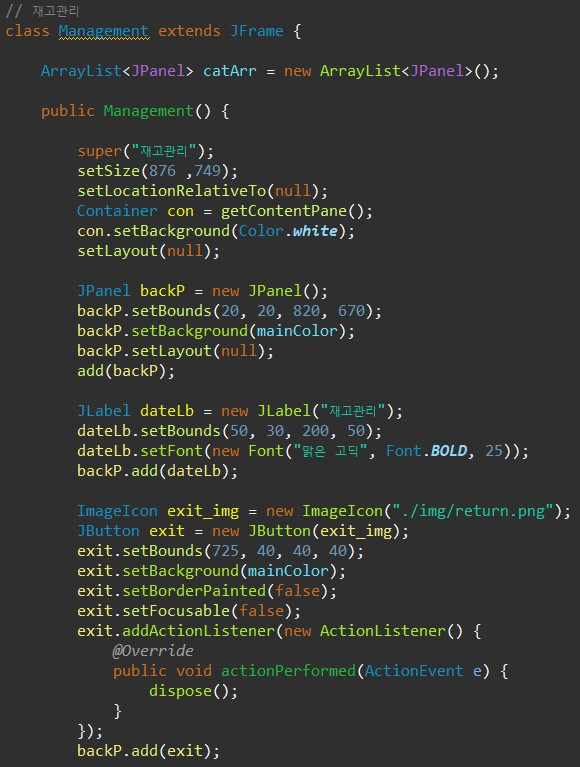 // 재고관리
class Management extends JFrame {
ArrayList<JPanel> catArr = new ArrayList<JPanel>();
public Management() {
super("재고관리");
setSize(876 ,749);
setLocationRelativeTo(null);
Container con = getContentPane();
con.setBackground(Color.white);
setLayout(null);
JPanel backP = new JPanel();
backP.setBounds(20, 20, 820, 670);
backP.setBackground(mainColor);
backP.setLayout(null);
add(backP);
JLabel dateLb = new JLabel("재고관리");
dateLb.setBounds(50, 30, 200, 50);
dateLb.setFont(new Font("맑은 고딕", Font.BOLD, 25));
backP.add(dateLb);
ImageIcon exit_img = new ImageIcon("./img/return.png");
JButton exit = new JButton(exit_img);
exit.setBounds(725, 40, 40, 40);
exit.setBackground(mainColor);
exit.setBorderPainted(false);
exit.setFocusable(false);
exit.addActionListener(new ActionListener() {
@Override
public void actionPerformed(ActionEvent e) {
dispose();
}
});
backP.add(exit);